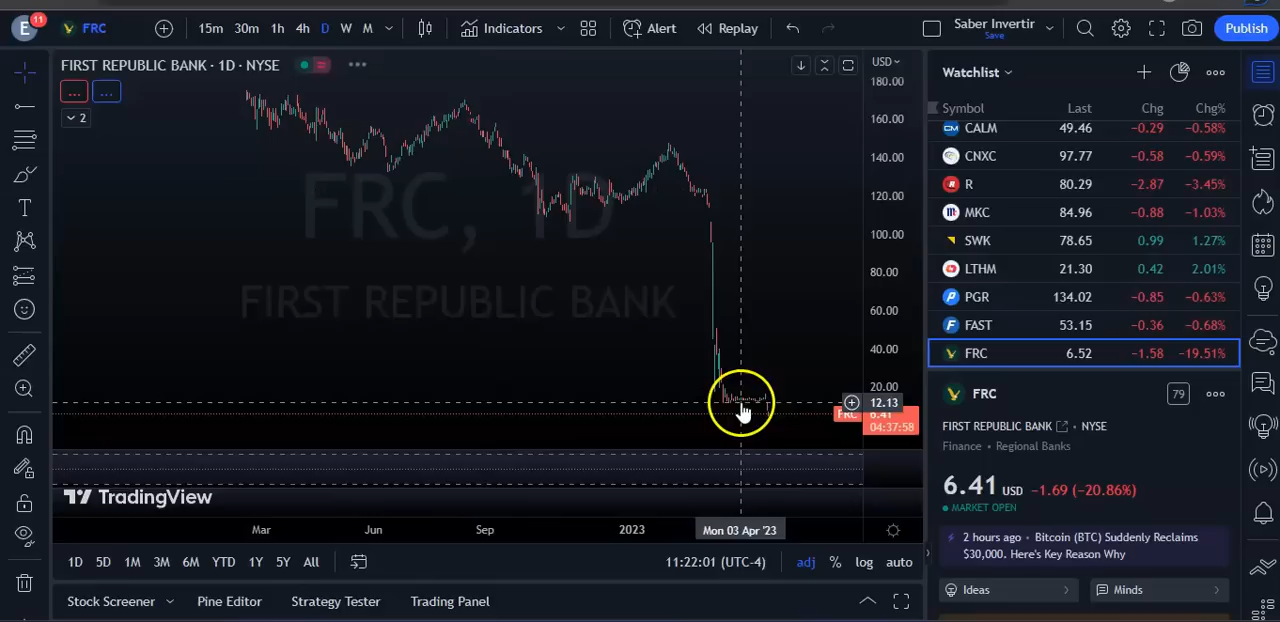 E 11 FRC 15m 30m 1h 4h D W M Indicators Alert Replay Saber Invertir Save Publish
FIRST REPUBLIC BANK · 1D · NYSE
USD
... ...
2
180.00
160.00
140.00
120.00
100.00
80.00
60.00
40.00
20.00
12.13
FRC 6.41
04:37:58
FRC, 1D
FIRST REPUBLIC BANK
TradingView
Mar Jun Sep 2023 Mon 03 Apr '23
1D 5D 1M 3M 6M YTD 1Y 5Y All 11:22:01 (UTC-4) adj % log auto
Stock Screener Pine Editor Strategy Tester Trading Panel
Watchlist
Symbol Last Chg Chg%
CM CALM 49.46 −0.29 −0.58%
CNXC 97.77 −0.58 −0.59%
R R 80.29 −2.87 −3.45%
MKC 84.96 −0.88 −1.03%
SWK 78.65 0.99 1.27%
LTHM 21.30 0.42 2.01%
P PGR 134.02 −0.85 −0.63%
F FAST 53.15 −0.36 −0.68%
FRC 6.52 −1.58 −19.51%
FRC 79
FIRST REPUBLIC BANK · NYSE
Finance · Regional Banks
6.41 USD −1.69 (−20.86%)
MARKET OPEN
2 hours ago · Bitcoin (BTC) Suddenly Reclaims
$30,000. Here's Key Reason Why
Ideas Minds